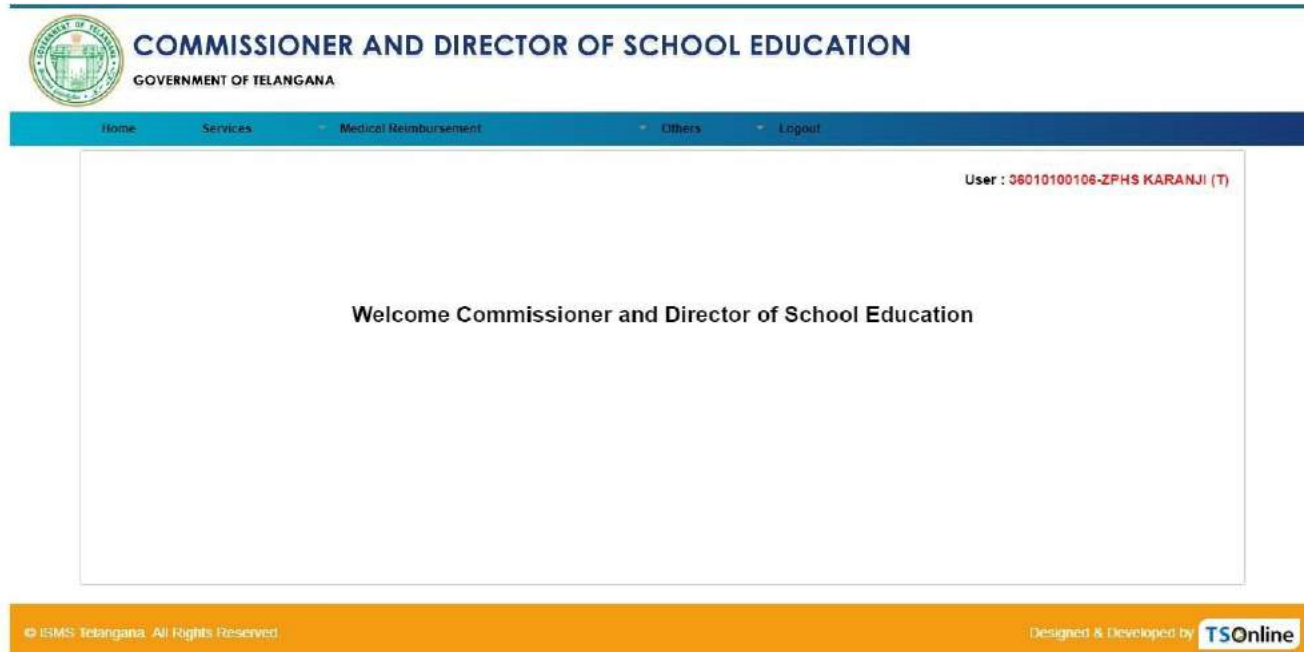 COMMISSIONER AND DIRECTOR OF SCHOOL EDUCATION
GOVERNMENT OF TELANGANA
Home Services Medical Reimbursement Others Logout
User : 36010100106-ZPHS KARANJI (T)
Welcome Commissioner and Director of School Education
© ISMS Telangana. All Rights Reserved
Designed & Developed by TSOnline